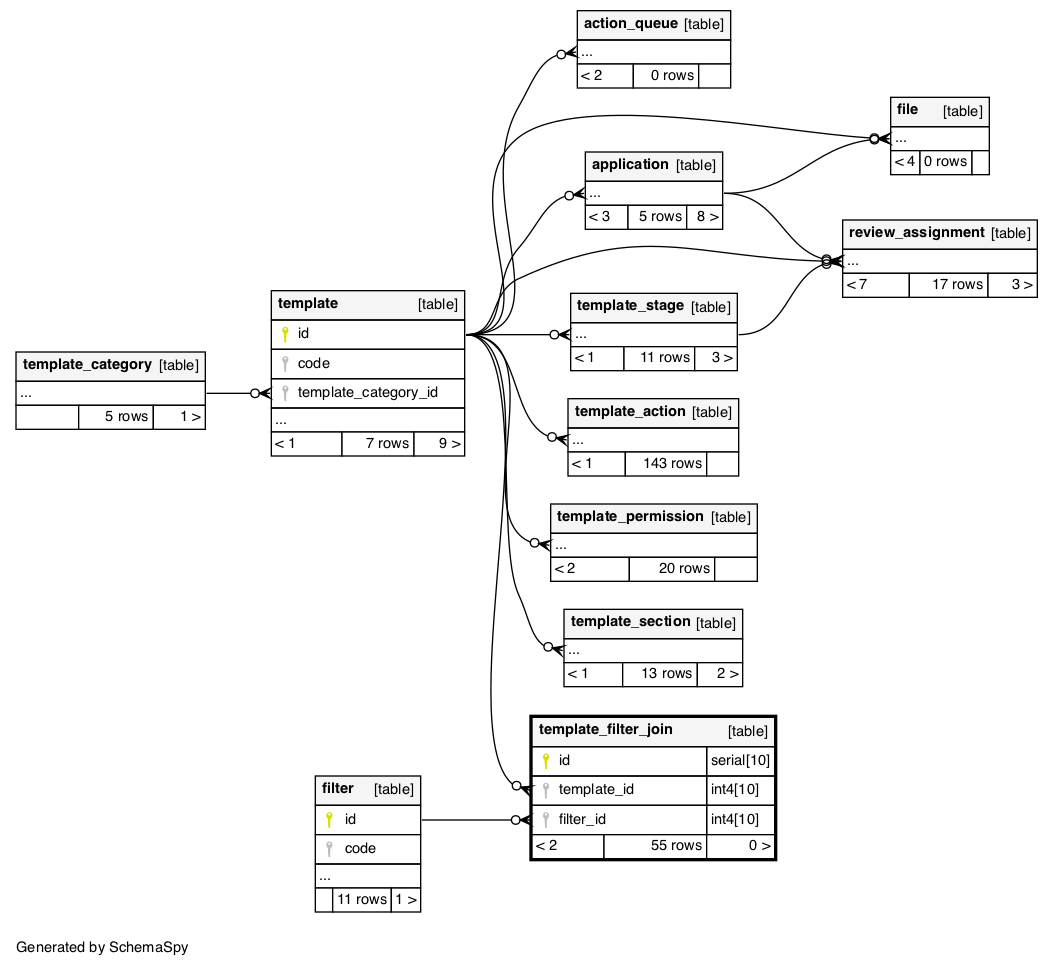 action_queue [table]
...
< 2 0 rows
file [table]
...
< 4 0 rows
application [table]
...
< 3 5 rows 8 >
review_assignment [table]
...
< 7 17 rows 3 >
template [table]
id
code
template_category_id
...
< 1 7 rows 9 >
template_stage [table]
...
< 1 11 rows 3 >
template_category [table]
...
5 rows 1 >
template_action [table]
...
< 1 143 rows
template_permission [table]
...
< 2 20 rows
template_section [table]
...
< 1 13 rows 2 >
template_filter_join [table]
id serial[10]
template_id int4[10]
filter_id int4[10]
< 2 55 rows 0 >
filter [table]
id
code
...
11 rows 1 >
Generated by SchemaSpy